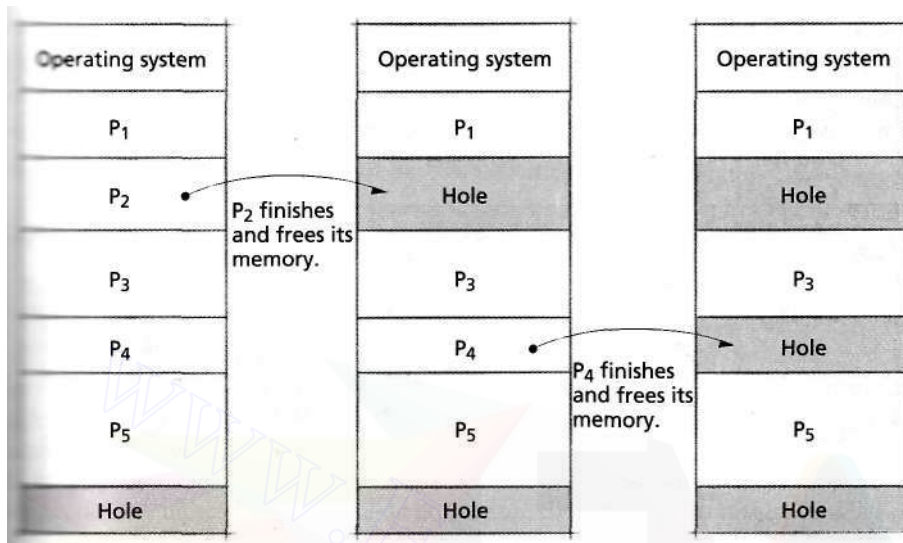 Operating system
P1
P2
P3
P4
P5
Hole
P2 finishes
and frees its
memory.
Operating system
P1
Hole
P3
P4
P5
Hole
P4 finishes
and frees its
memory.
Operating system
P1
Hole
P3
Hole
P5
Hole
www.